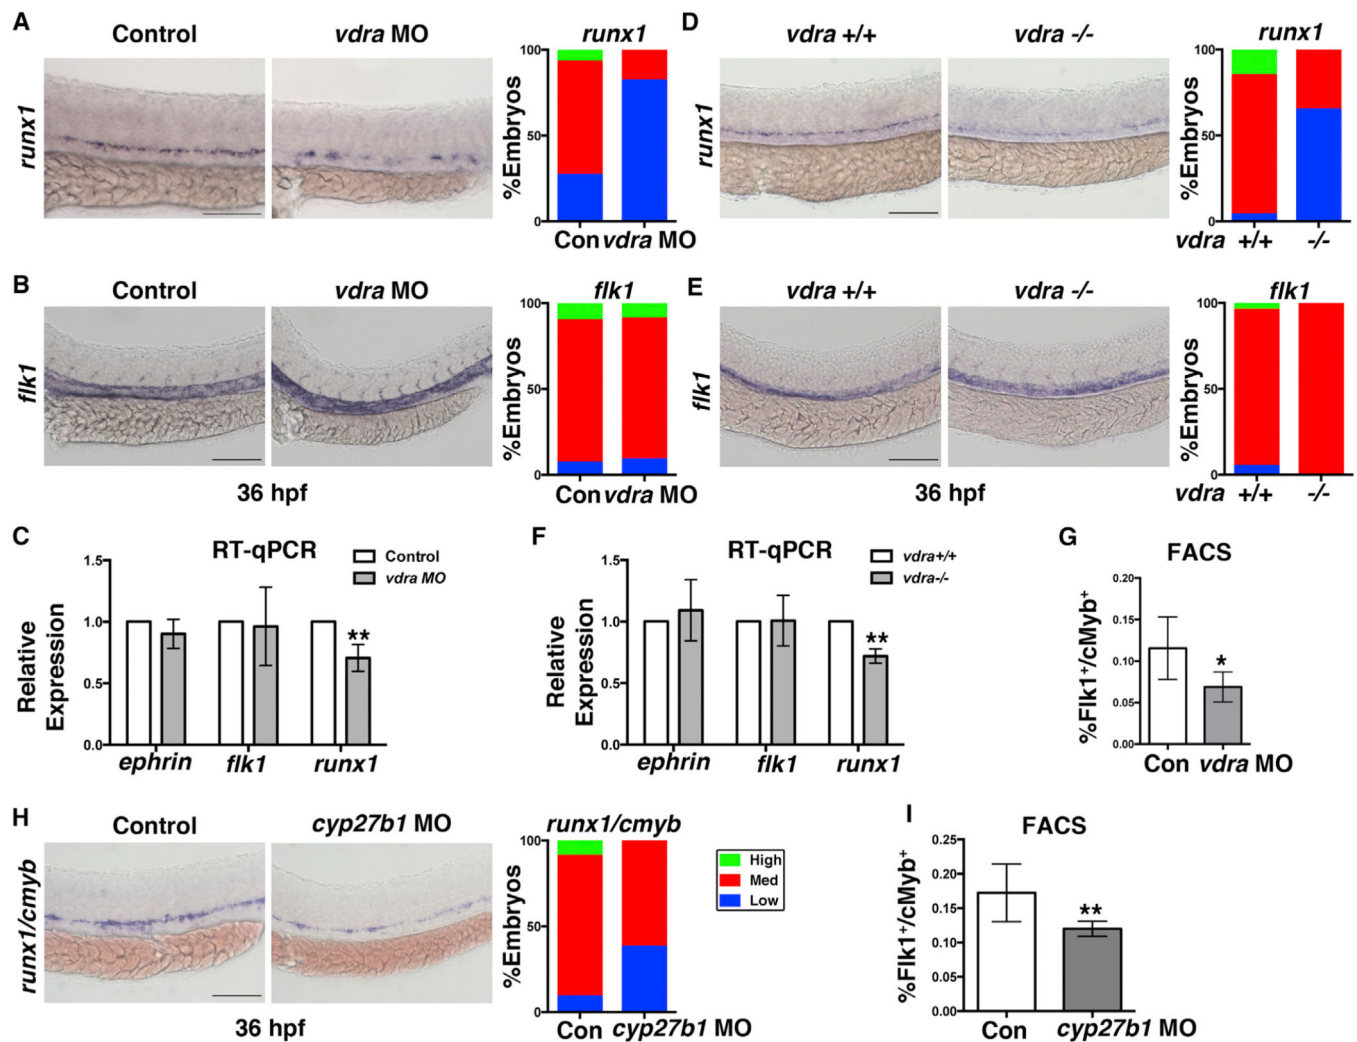 A
Control
vdra MO
runx1
runx1
%Embryos
100
50
0
Con vdra MO
D
vdra +/+
vdra -/-
runx1
runx1
%Embryos
100
50
0
vdra +/+ -/-
B
Control
vdra MO
flk1
flk1
%Embryos
100
50
0
Con vdra MO
36 hpf
E
vdra +/+
vdra -/-
flk1
flk1
%Embryos
100
50
0
vdra +/+ -/-
36 hpf
C
RT-qPCR
Control
vdra MO
Relative
Expression
1.5
1.0
0.5
0.0
**
ephrin flk1 runx1
F
RT-qPCR
vdra+/+
vdra-/-
Relative
Expression
1.5
1.0
0.5
0.0
**
ephrin flk1 runx1
G
FACS
%Flk1+/cMyb+
0.20
0.15
0.10
0.05
0.00
*
Con vdra MO
H
Control
cyp27b1 MO
runx1/cmyb
runx1/cmyb
%Embryos
100
50
0
Con cyp27b1 MO
36 hpf
High
Med
Low
I
FACS
%Flk1+/cMyb+
0.25
0.20
0.15
0.10
0.05
0.00
**
Con cyp27b1 MO